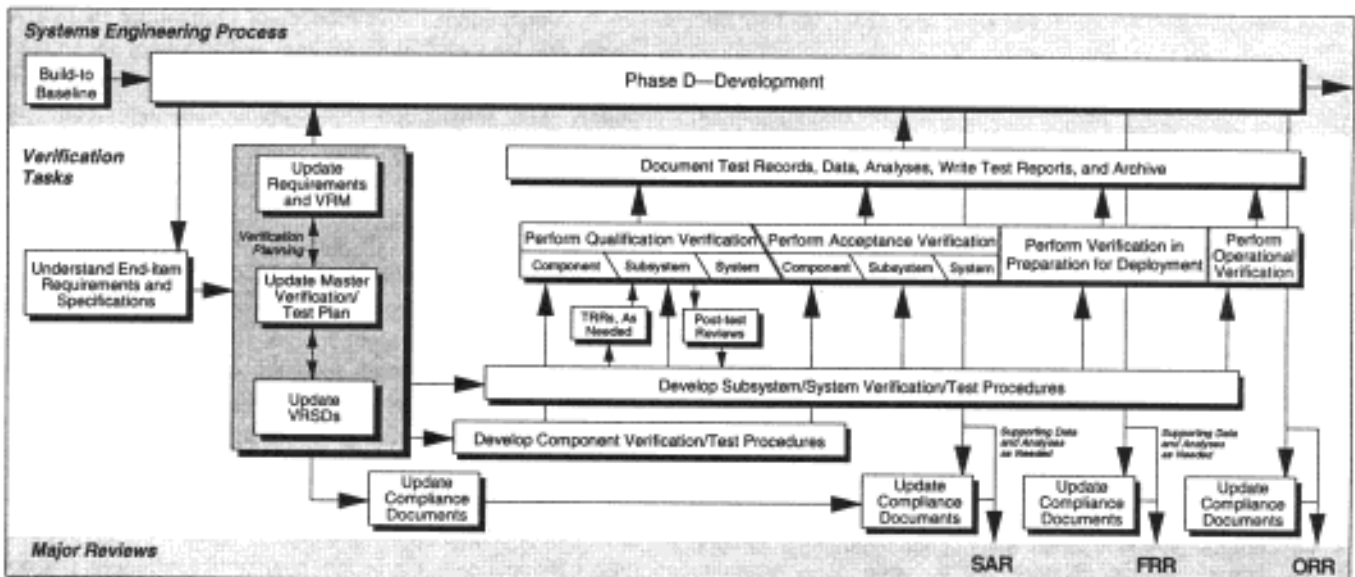 Systems Engineering Process
Build-to
Baseline
Phase D—Development
Verification
Tasks
Update
Requirements
and VRM
Verification
Planning
Update Master
Verification/
Test Plan
Update
VRSDs
Understand End-item
Requirements and
Specifications
Document Test Records, Data, Analyses, Write Test Reports, and Archive
Perform Qualification Verification
Component
Subsystem
System
Perform Acceptance Verification
Component
Subsystem
System
Perform Verification in
Preparation for Deployment
Perform
Operational
Verification
TRRs, As
Needed
Post-test
Reviews
Develop Subsystem/System Verification/Test Procedures
Develop Component Verification/Test Procedures
Supporting Data
and Analyses
as Needed
Supporting Data
and Analyses
as Needed
Update
Compliance
Documents
Update
Compliance
Documents
Update
Compliance
Documents
Update
Compliance
Documents
Major Reviews
SAR
FRR
ORR